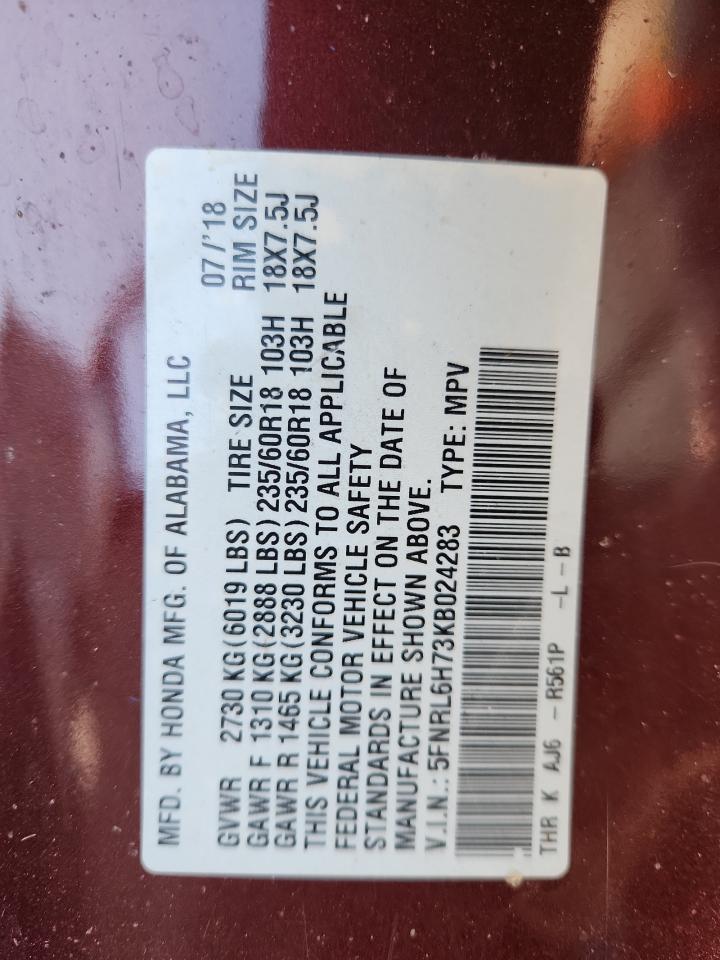 MFD. BY HONDA MFG. OF ALABAMA, LLC 07/'18
GVWR 2730 KG(6019 LBS) TIRE SIZE RIM SIZE
GAWR F 1310 KG(2888 LBS) 235/60R18 103H 18X7.5J
GAWR R 1465 KG(3230 LBS) 235/60R18 103H 18X7.5J
THIS VEHICLE CONFORMS TO ALL APPLICABLE
FEDERAL MOTOR VEHICLE SAFETY
STANDARDS IN EFFECT ON THE DATE OF
MANUFACTURE SHOWN ABOVE.
V.I.N.: 5FNRL6H73KB024283 TYPE: MPV
THR K AJ6 - R561P -L -B